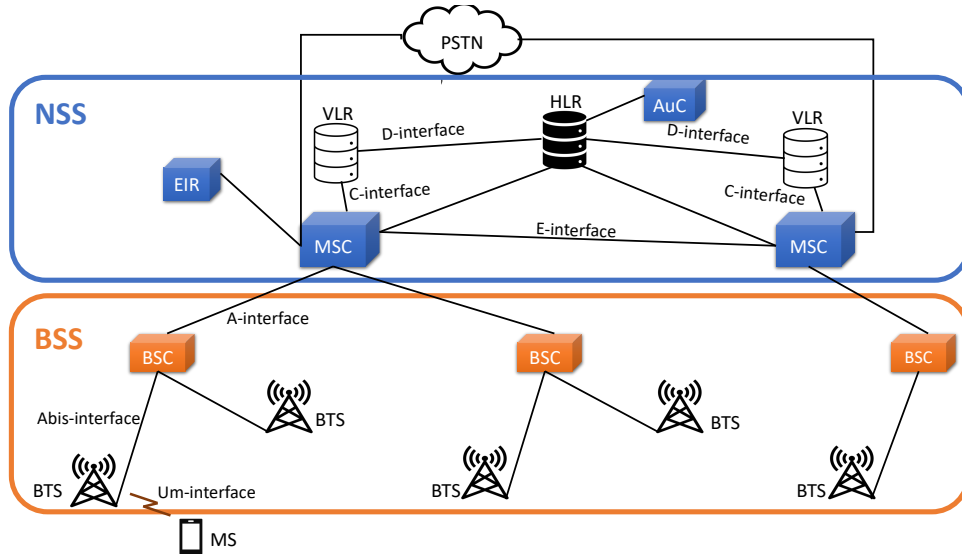 PSTN
NSS
HLR
AuC
VLR
VLR
D-interface
D-interface
EIR
C-interface
C-interface
MSC
E-interface
MSC
A-interface
BSS
BSC
BSC
BSC
Abis-interface
BTS
BTS
BTS
Um-interface
BTS
BTS
MS